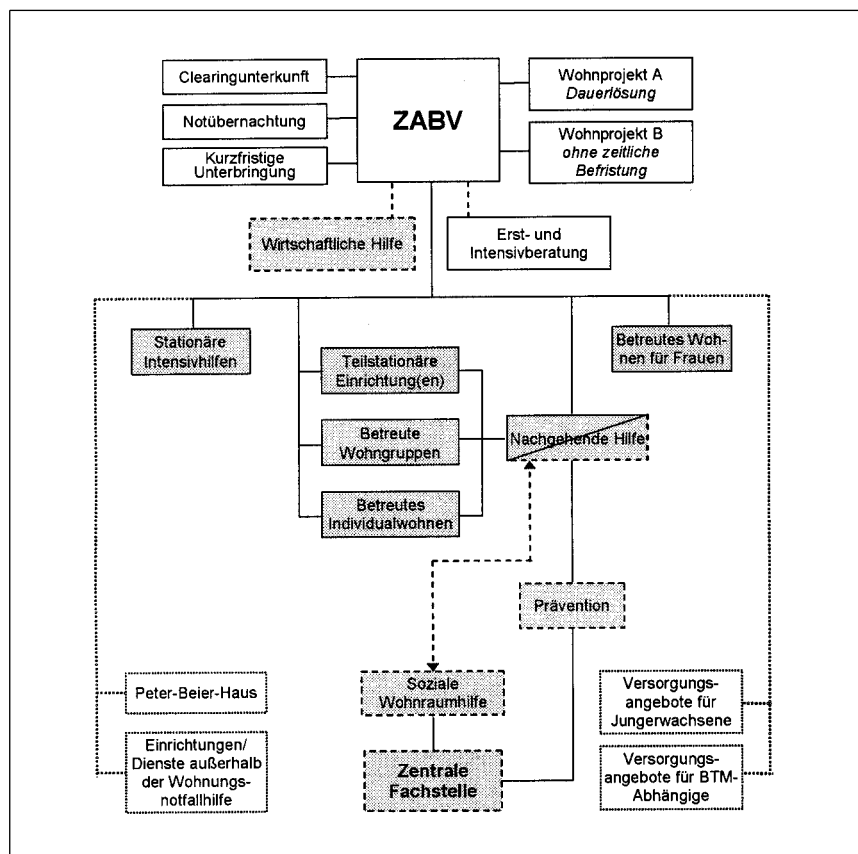 Clearingunterkunft
Notübernachtung
Kurzfristige
Unterbringung
ZABV
Wohnprojekt A
Dauerlösung
Wohnprojekt B
ohne zeitliche
Befristung
Wirtschaftliche Hilfe
Erst- und
Intensivberatung
Stationäre
Intensivhilfen
Teilstationäre
Einrichtung(en)
Betreutes Woh-
nen für Frauen
Betreute
Wohngruppen
Nachgehende Hilfe
Betreutes
Individualwohnen
Prävention
Peter-Beier-Haus
Soziale
Wohnraumhilfe
Versorgungs-
angebote für
Jungerwachsene
Einrichtungen/
Dienste außerhalb
der Wohnungs-
notfallhilfe
Zentrale
Fachstelle
Versorgungs-
angebote für BTM-
Abhängige